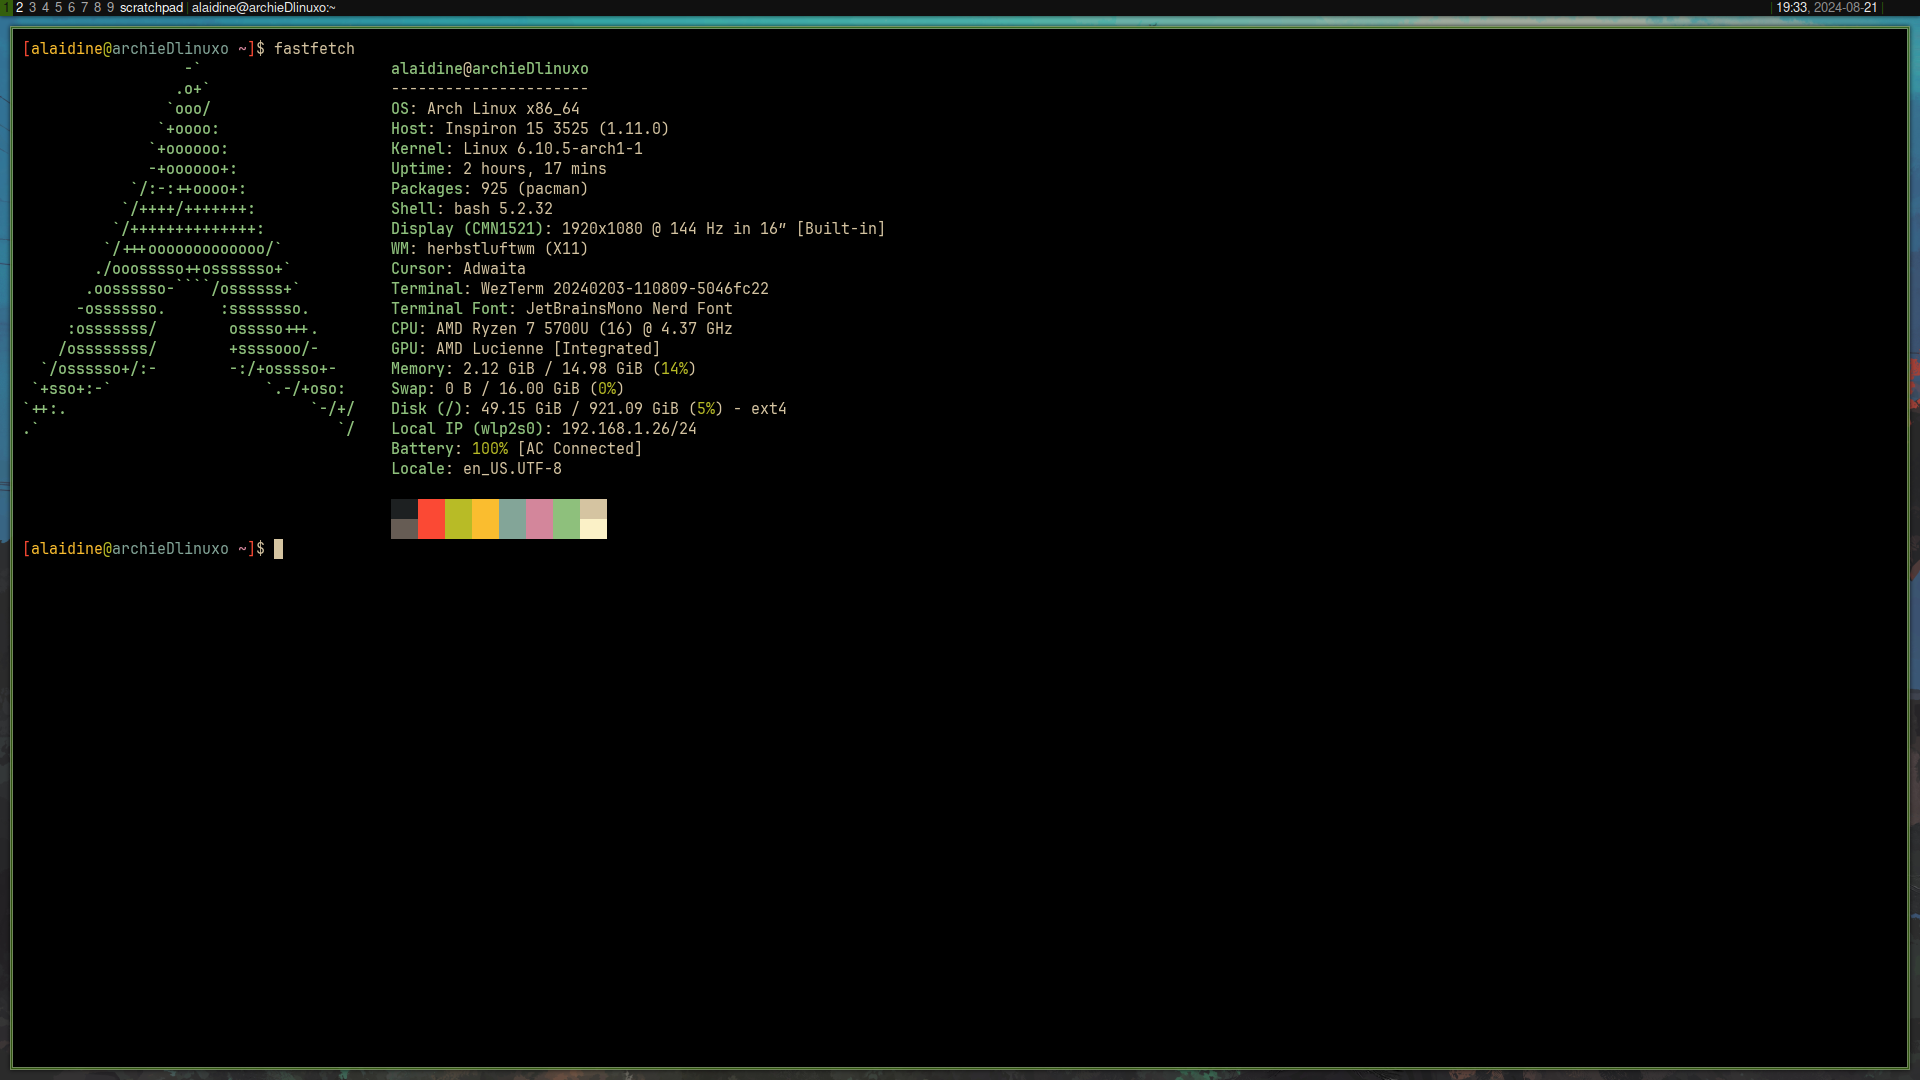 1 2 3 4 5 6 7 8 9 scratchpad alaidine@archieDlinuxo:~ 19:33, 2024-08-21
[alaidine@archieDlinuxo ~]$ fastfetch
                  -`                     alaidine@archieDlinuxo
                 .o+`                    ----------------------
                `ooo/                    OS: Arch Linux x86_64
               `+oooo:                   Host: Inspiron 15 3525 (1.11.0)
              `+oooooo:                  Kernel: Linux 6.10.5-arch1-1
              -+oooooo+:                 Uptime: 2 hours, 17 mins
            `/:-:++oooo+:                Packages: 925 (pacman)
           `/++++/+++++++:               Shell: bash 5.2.32
          `/++++++++++++++:              Display (CMN1521): 1920x1080 @ 144 Hz in 16″ [Built-in]
         `/+++ooooooooooooo/`            WM: herbstluftwm (X11)
        ./ooosssso++osssssso+`           Cursor: Adwaita
       .oossssso-````/ossssss+`          Terminal: WezTerm 20240203-110809-5046fc22
      -osssssso.      :ssssssso.         Terminal Font: JetBrainsMono Nerd Font
     :osssssss/        osssso+++.        CPU: AMD Ryzen 7 5700U (16) @ 4.37 GHz
    /ossssssss/        +ssssooo/-        GPU: AMD Lucienne [Integrated]
  `/ossssso+/:-        -:/+osssso+-      Memory: 2.12 GiB / 14.98 GiB (14%)
 `+sso+:-`                 `.-/+oso:     Swap: 0 B / 16.00 GiB (0%)
`++:.                           `-/+/    Disk (/): 49.15 GiB / 921.09 GiB (5%) - ext4
.`                                 `/    Local IP (wlp2s0): 192.168.1.26/24
                                         Battery: 100% [AC Connected]
                                         Locale: en_US.UTF-8
[alaidine@archieDlinuxo ~]$